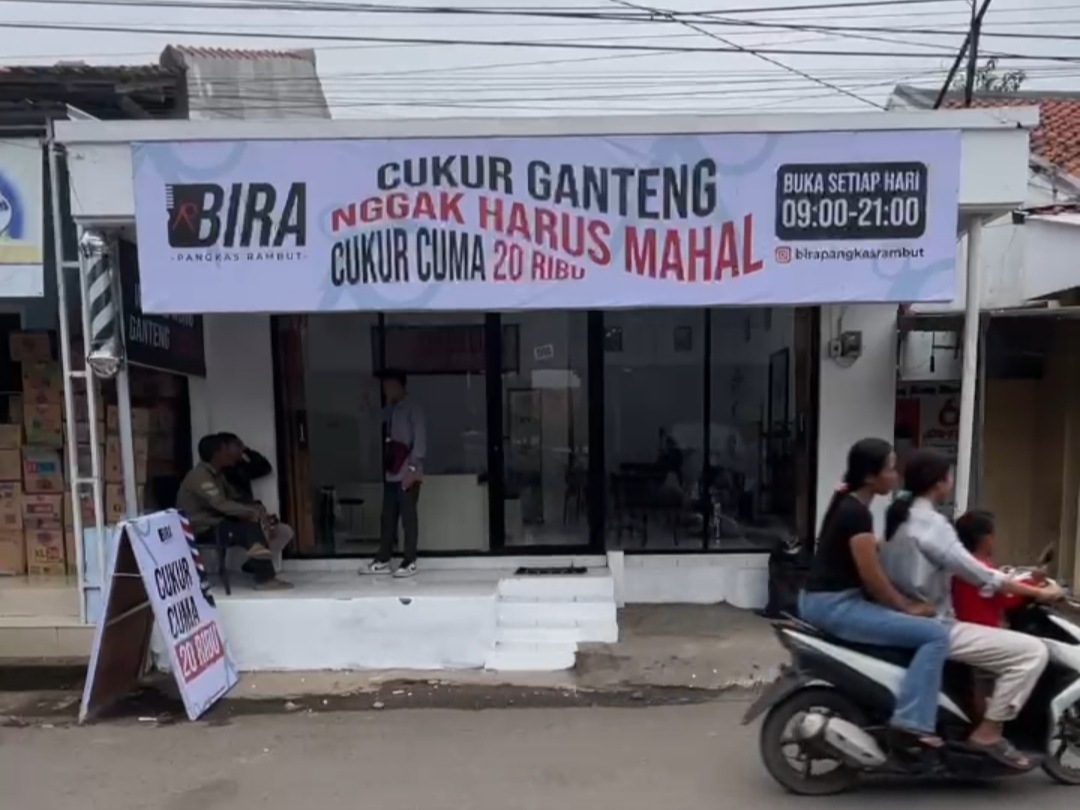 BIRA
-PANGKAS RAMBUT-
CUKUR GANTENG
NGGAK HARUS MAHAL
CUKUR CUMA 20 RIBU
BUKA SETIAP HARI
09:00-21:00
birapangkasrambut
GANTENG
BIRA
CUKUR
CUMA
20 RIBU